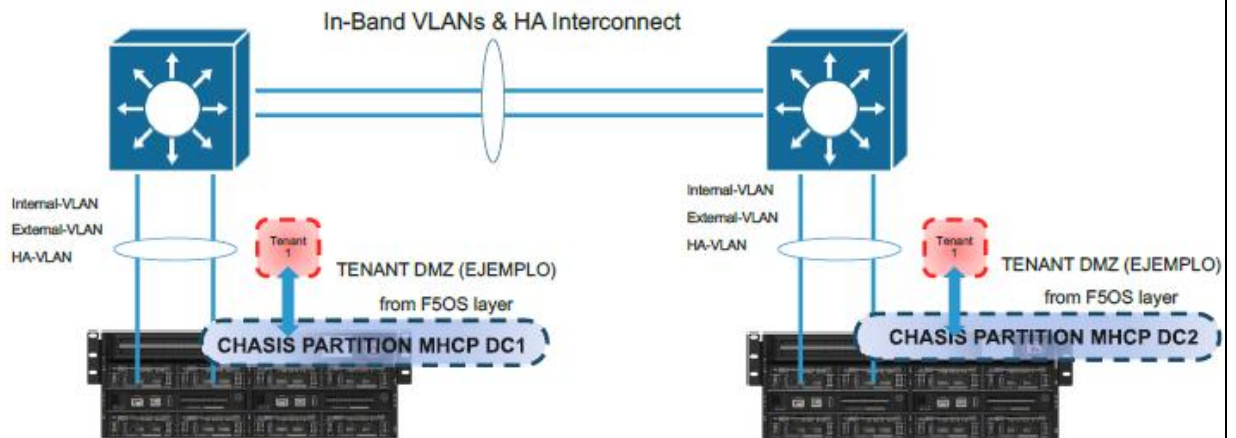 In-Band VLANs & HA Interconnect
Internal-VLAN
External-VLAN
HA-VLAN
Tenant
1
TENANT DMZ (EJEMPLO)
from F5OS layer
CHASIS PARTITION MHCP DC1
Internal-VLAN
External-VLAN
HA-VLAN
Tenant
1
TENANT DMZ (EJEMPLO)
from F5OS layer
CHASIS PARTITION MHCP DC2